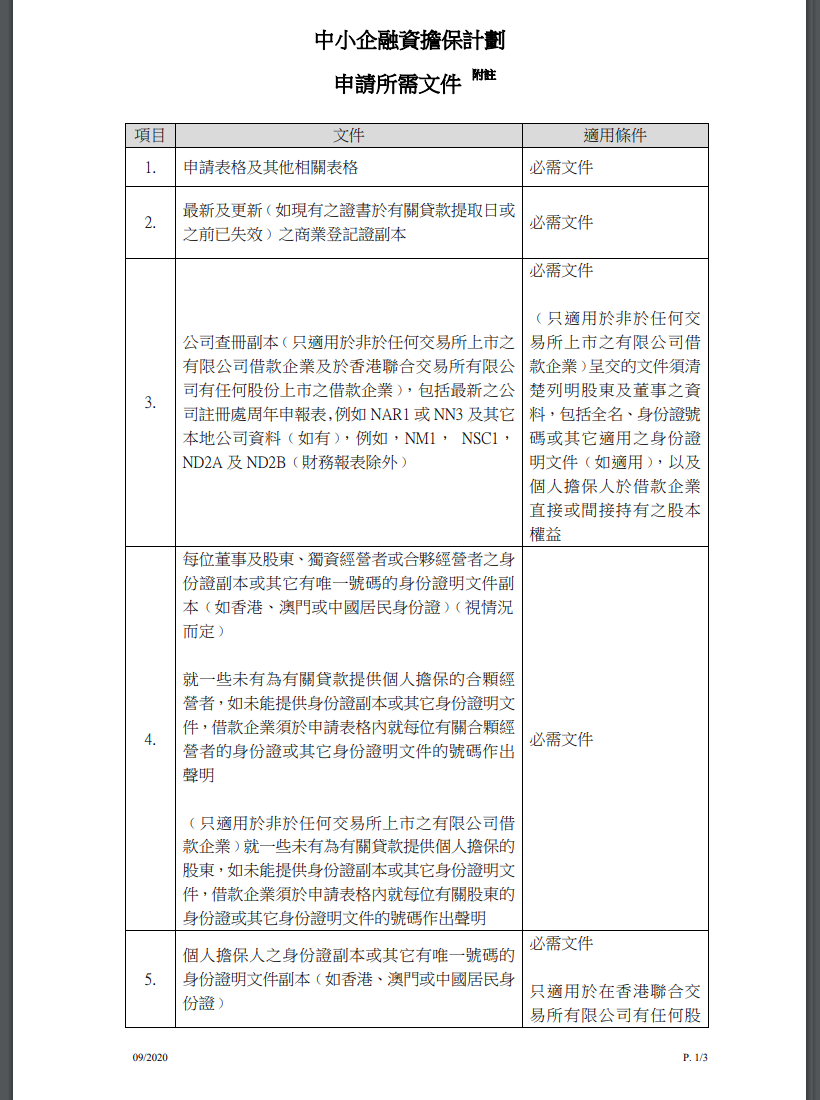 中小企融資擔保計劃
申請所需文件 附註
項目 文件 適用條件
1. 申請表格及其他相關表格 必需文件
2. 最新及更新（如現有之證書於有關貸款提取日或
之前已失效）之商業登記證副本
必需文件
3. 公司查冊副本（只適用於非於任何交易所上市之
有限公司借款企業及於香港聯合交易所有限公
司有任何股份上市之借款企業），包括最新之公
司註冊處周年申報表，例如 NAR1 或 NN3 及其它
本地公司資料（如有），例如，NM1， NSC1，
ND2A 及 ND2B（財務報表除外）
必需文件
（只適用於非於任何交
易所上市之有限公司借
款企業）呈交的文件須清
楚列明股東及董事之資
料，包括全名、身份證號
碼或其它適用之身份證
明文件（如適用），以及
個人擔保人於借款企業
直接或間接持有之股本
權益
4. 每位董事及股東、獨資經營者或合夥經營者之身
份證副本或其它有唯一號碼的身份證明文件副
本（如香港、澳門或中國居民身份證）（視情況
而定）
就一些未有為有關貸款提供個人擔保的合顆經
營者，如未能提供身份證副本或其它身份證明文
件，借款企業須於申請表格內就每位有關合顆經
營者的身份證或其它身份證明文件的號碼作出
聲明
（只適用於非於任何交易所上市之有限公司借
款企業）就一些未有為有關貸款提供個人擔保的
股東，如未能提供身份證副本或其它身份證明文
件，借款企業須於申請表格內就每位有關股東的
身份證或其它身份證明文件的號碼作出聲明
必需文件
5. 個人擔保人之身份證副本或其它有唯一號碼的
身份證明文件副本（如香港、澳門或中國居民身
份證）
必需文件
只適用於在香港聯合交
易所有限公司有任何股
09/2020 P. 1/3